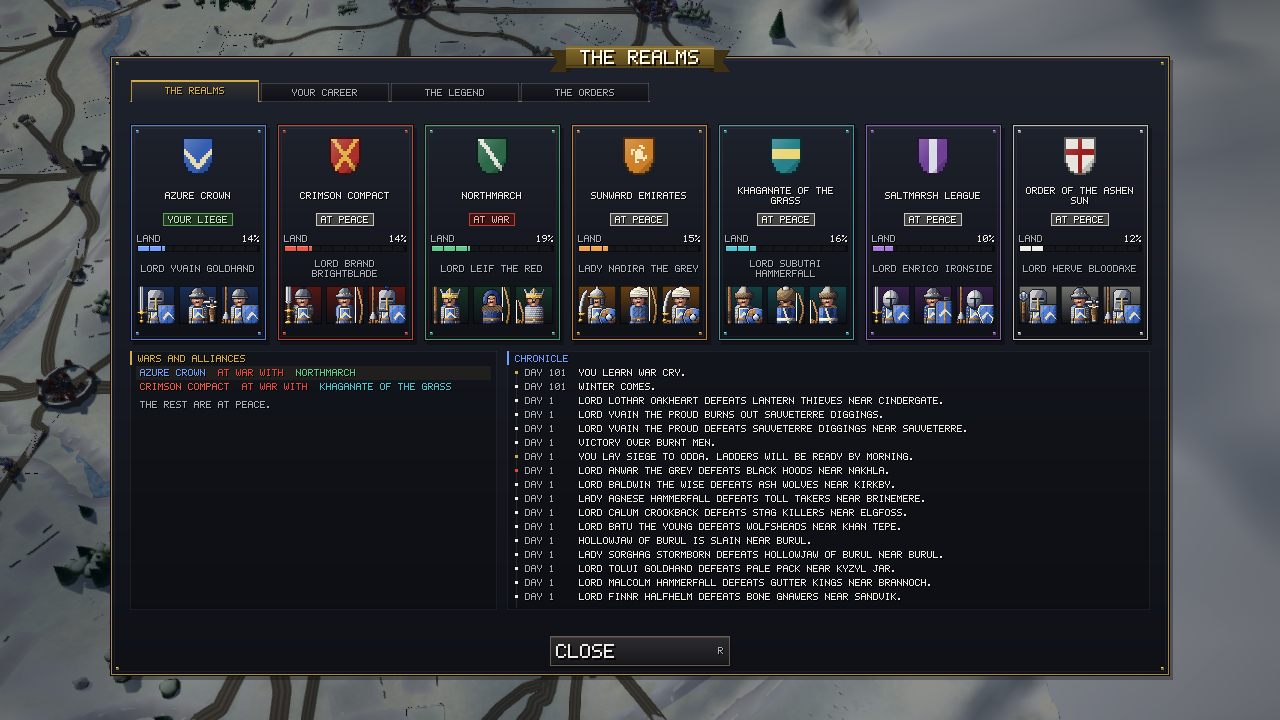 THE REALMS
THE REALMS
YOUR CAREER
THE LEGEND
THE ORDERS
AZURE CROWN
YOUR LIEGE
LAND 14%
LORD YVAIN GOLDHAND
CRIMSON COMPACT
AT PEACE
LAND 14%
LORD BRAND
BRIGHTBLADE
NORTHMARCH
AT WAR
LAND 19%
LORD LEIF THE RED
SUNWARD EMIRATES
AT PEACE
LAND 15%
LADY NADIRA THE GREY
KHAGANATE OF THE
GRASS
AT PEACE
LAND 16%
LORD SUBUTAI
HAMMERFALL
SALTMARSH LEAGUE
AT PEACE
LAND 10%
LORD ENRICO IRONSIDE
ORDER OF THE ASHEN
SUN
AT PEACE
LAND 12%
LORD HERVE BLOODAXE
WARS AND ALLIANCES
AZURE CROWN AT WAR WITH NORTHMARCH
CRIMSON COMPACT AT WAR WITH KHAGANATE OF THE GRASS
THE REST ARE AT PEACE.
CHRONICLE
DAY 101 YOU LEARN WAR CRY.
DAY 101 WINTER COMES.
DAY 1 LORD LOTHAR OAKHEART DEFEATS LANTERN THIEVES NEAR CINDERGATE.
DAY 1 LORD YVAIN THE PROUD BURNS OUT SAUVETERRE DIGGINGS.
DAY 1 LORD YVAIN THE PROUD DEFEATS SAUVETERRE DIGGINGS NEAR SAUVETERRE.
DAY 1 VICTORY OVER BURNT MEN.
DAY 1 YOU LAY SIEGE TO ODDA. LADDERS WILL BE READY BY MORNING.
DAY 1 LORD ANWAR THE GREY DEFEATS BLACK HOODS NEAR NAKHLA.
DAY 1 LORD BALDWIN THE WISE DEFEATS ASH WOLVES NEAR KIRKBY.
DAY 1 LADY AGNESE HAMMERFALL DEFEATS TOLL TAKERS NEAR BRINEMERE.
DAY 1 LORD CALUM CROOKBACK DEFEATS STAG KILLERS NEAR ELGFOSS.
DAY 1 LORD BATU THE YOUNG DEFEATS WOLFSHEADS NEAR KHAN TEPE.
DAY 1 HOLLOWJAW OF BURUL IS SLAIN NEAR BURUL.
DAY 1 LADY SORGHAG STORMBORN DEFEATS HOLLOWJAW OF BURUL NEAR BURUL.
DAY 1 LORD TOLUI GOLDHAND DEFEATS PALE PACK NEAR KYZYL JAR.
DAY 1 LORD MALCOLM HAMMERFALL DEFEATS GUTTER KINGS NEAR BRANNOCH.
DAY 1 LORD FINNR HALFHELM DEFEATS BONE GNAWERS NEAR SANDVIK.
CLOSE R